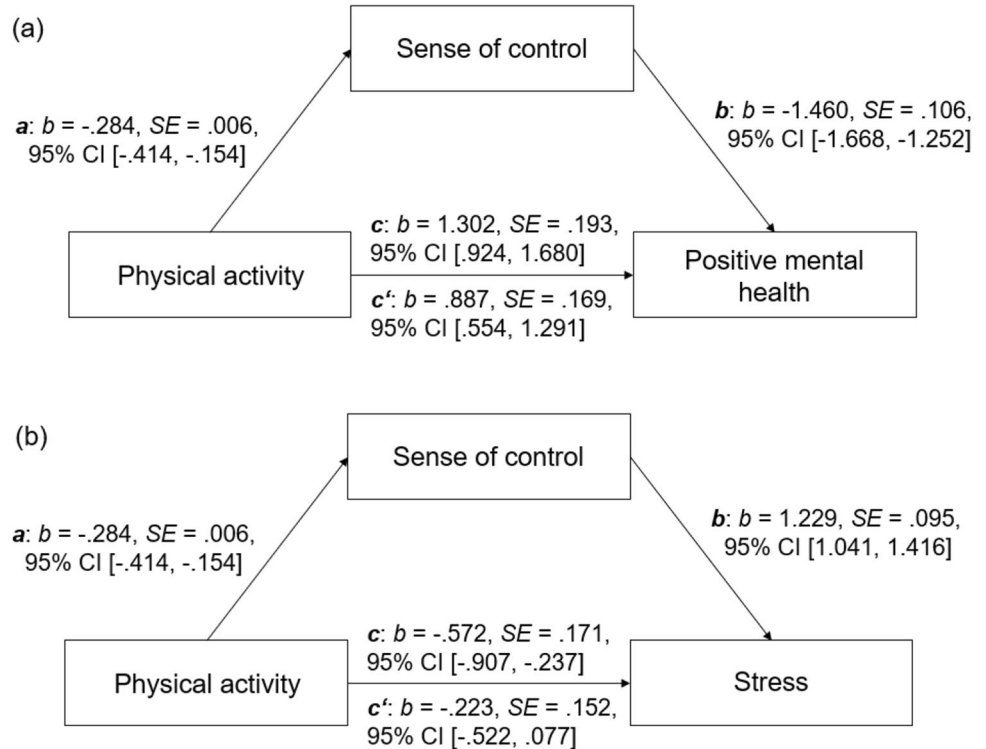 (a)
Sense of control
a: b = -.284, SE = .006,
95% CI [-.414, -.154]
b: b = -1.460, SE = .106,
95% CI [-1.668, -1.252]
c: b = 1.302, SE = .193,
95% CI [.924, 1.680]
Physical activity
Positive mental
health
c‘: b = .887, SE = .169,
95% CI [.554, 1.291]
(b)
Sense of control
a: b = -.284, SE = .006,
95% CI [-.414, -.154]
b: b = 1.229, SE = .095,
95% CI [1.041, 1.416]
c: b = -.572, SE = .171,
95% CI [-.907, -.237]
Physical activity
Stress
c‘: b = -.223, SE = .152,
95% CI [-.522, .077]